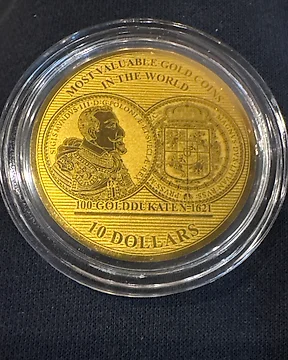 MOST VALUABLE GOLD COINS
IN THE WORLD
100-GOLDDUKATEN-1621
10 DOLLARS